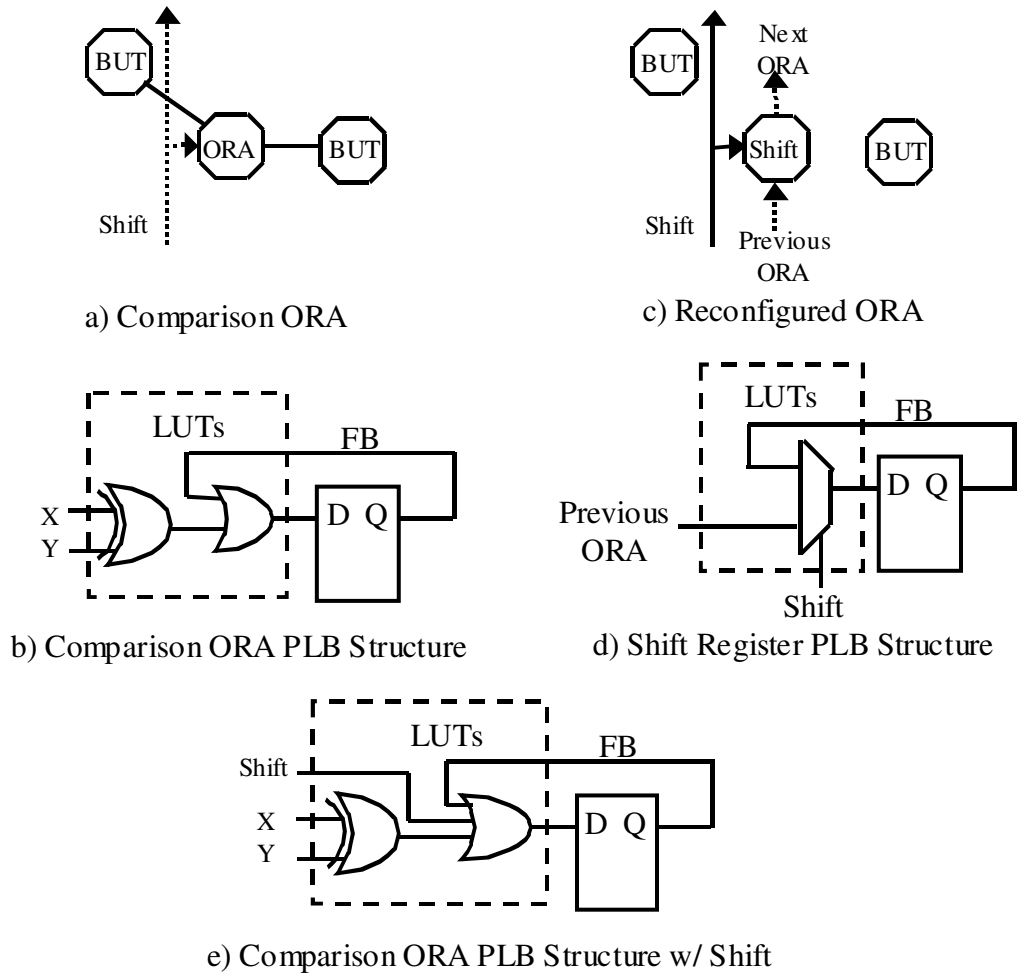 BUT
ORA
BUT
Shift
a) Comparison ORA
BUT
Next
ORA
Shift
BUT
Shift
Previous
ORA
c) Reconfigured ORA
LUTs
FB
X
Y
D Q
b) Comparison ORA PLB Structure
LUTs
FB
D Q
Previous
ORA
Shift
d) Shift Register PLB Structure
LUTs
FB
Shift
X
Y
D Q
e) Comparison ORA PLB Structure w/ Shift